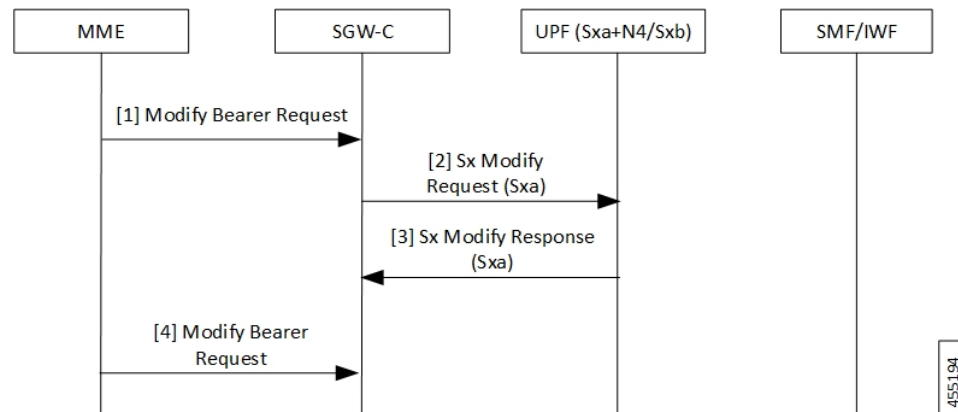 MME
SGW-C
UPF (Sxa+N4/Sxb)
SMF/IWF
[1] Modify Bearer Request
[2] Sx Modify
Request (Sxa)
[3] Sx Modify Response
(Sxa)
[4] Modify Bearer
Request
455194